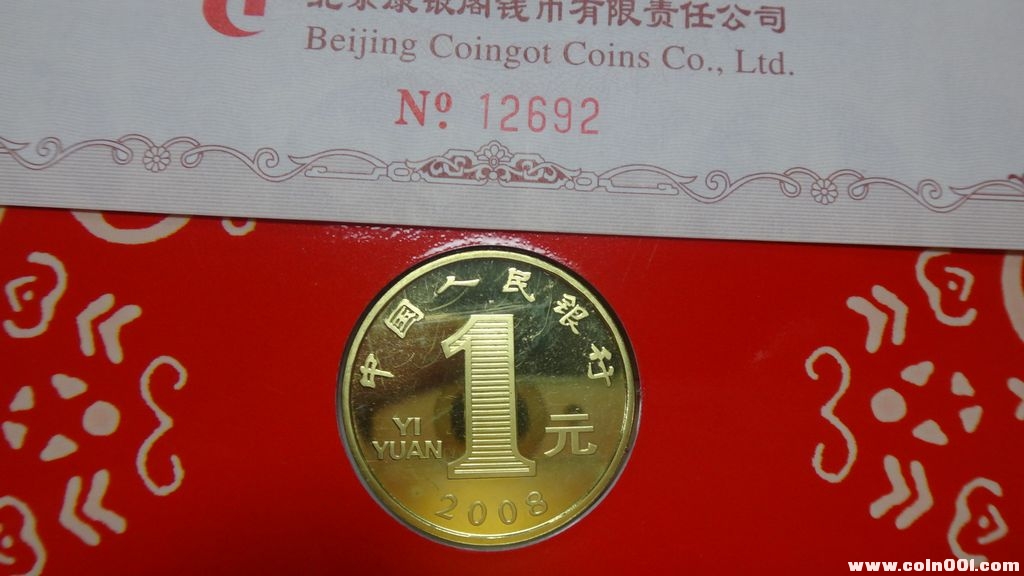 北京康银阁钱币有限责任公司
Beijing Coingot Coins Co., Ltd.
Nº 12692
中国人民银行
1
YI
YUAN
元
2008
www.coin001.com